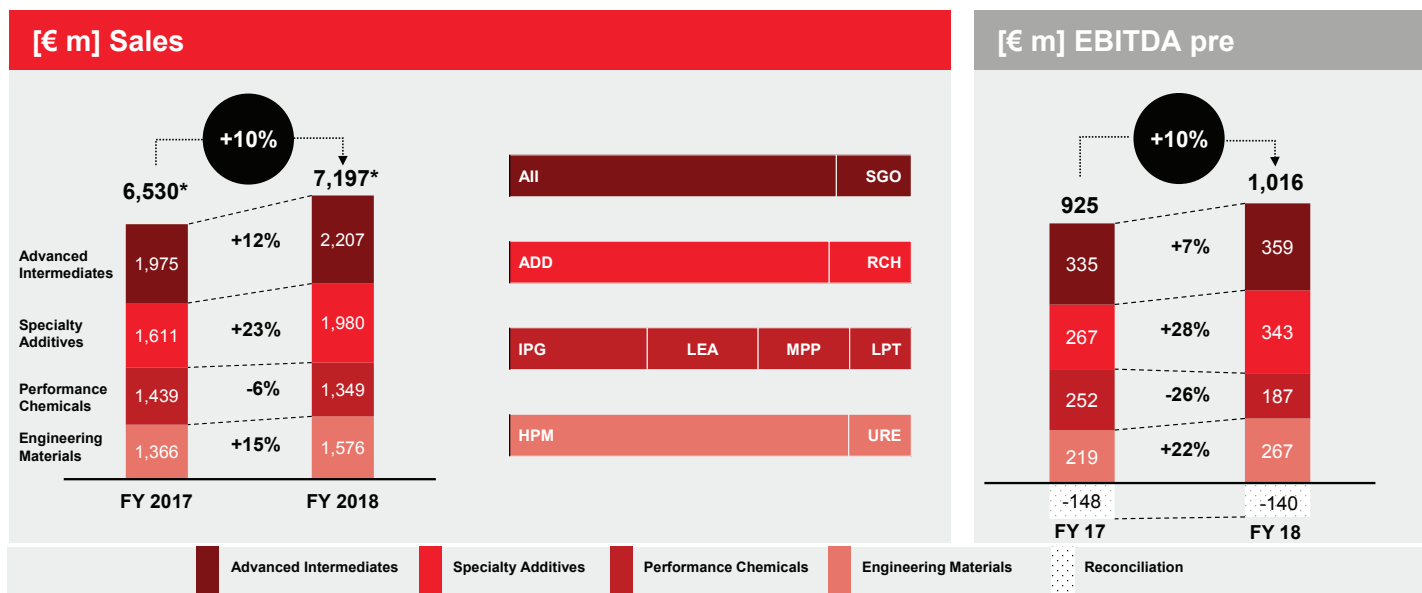 [€ m] Sales
+10%
6,530*
7,197*
Advanced
Intermediates
1,975
+12%
2,207
Specialty
Additives
1,611
+23%
1,980
Performance
Chemicals
1,439
-6%
1,349
Engineering
Materials
1,366
+15%
1,576
FY 2017
FY 2018
AII SGO
ADD RCH
IPG LEA MPP LPT
HPM URE
[€ m] EBITDA pre
+10%
925
1,016
335
+7%
359
267
+28%
343
252
-26%
187
219
+22%
267
-148
-140
FY 17
FY 18
Advanced Intermediates Specialty Additives Performance Chemicals Engineering Materials Reconciliation